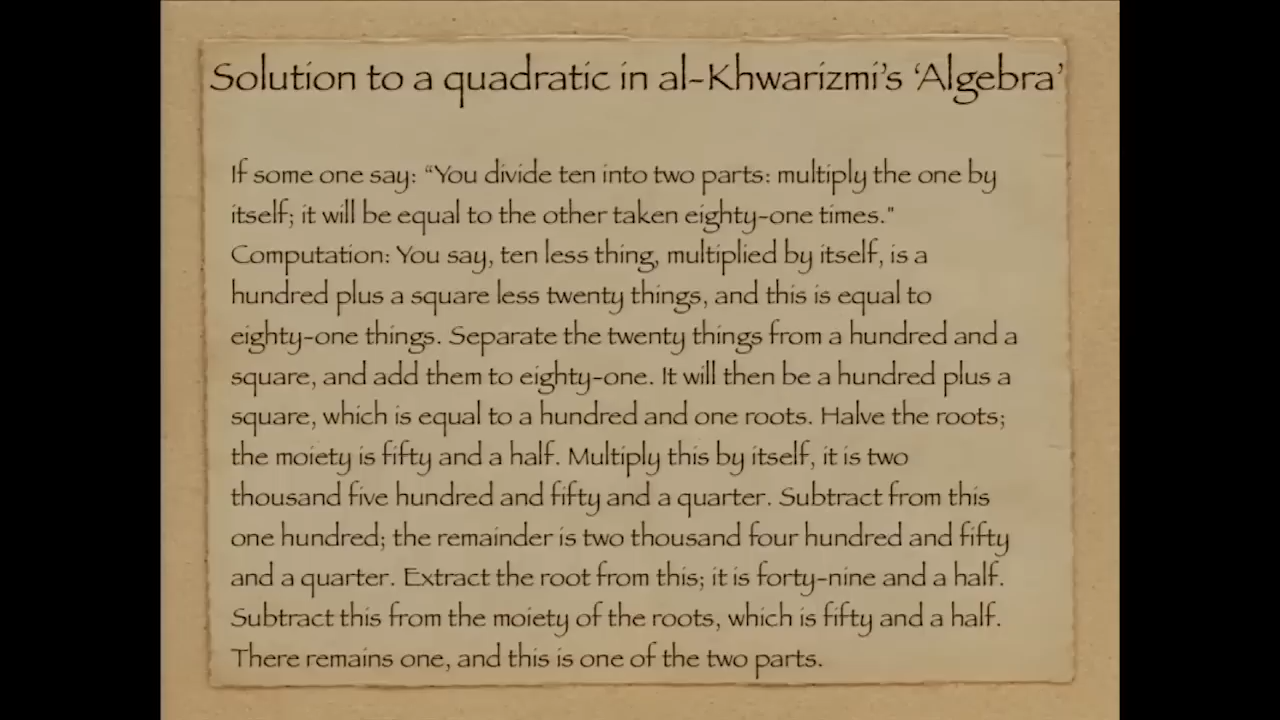 Solution to a quadratic in al-Khwarizmi's 'Algebra'
If some one say: “You divide ten into two parts: multiply the one by
itself; it will be equal to the other taken eighty-one times."
Computation: You say, ten less thing, multiplied by itself, is a
hundred plus a square less twenty things, and this is equal to
eighty-one things. Separate the twenty things from a hundred and a
square, and add them to eighty-one. It will then be a hundred plus a
square, which is equal to a hundred and one roots. Halve the roots;
the moiety is fifty and a half. Multiply this by itself, it is two
thousand five hundred and fifty and a quarter. Subtract from this
one hundred; the remainder is two thousand four hundred and fifty
and a quarter. Extract the root from this; it is forty-nine and a half.
Subtract this from the moiety of the roots, which is fifty and a half.
There remains one, and this is one of the two parts.